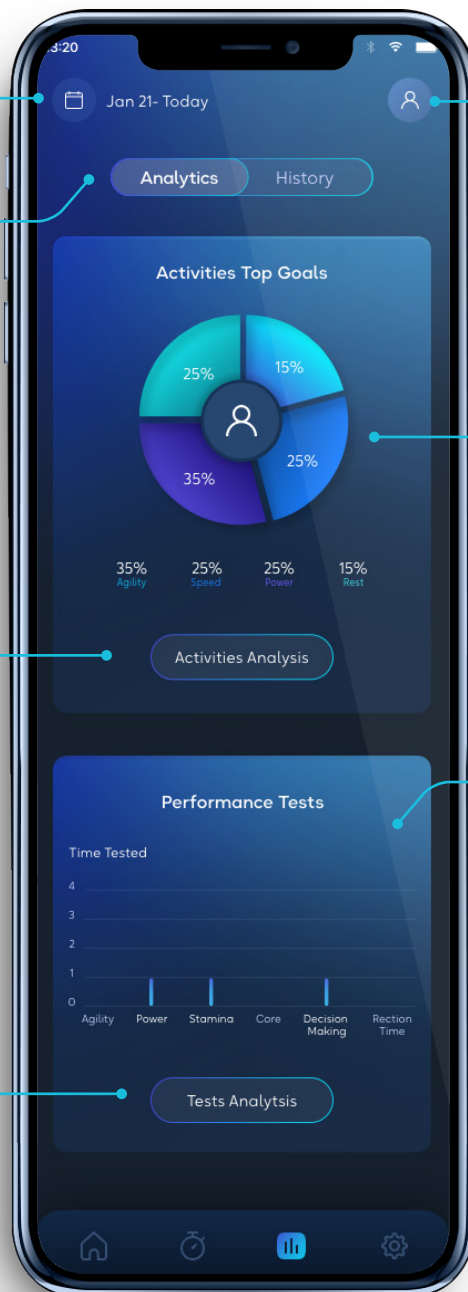 3:20
Jan 21- Today
Analytics
History
Activities Top Goals
25%
15%
35%
25%
35%
Agility
25%
Speed
25%
Power
15%
Rest
Activities Analysis
Performance Tests
Time Tested
4
3
2
1
0
Agility
Power
Stamina
Core
Decision
Making
Rection
Time
Tests Analytsis